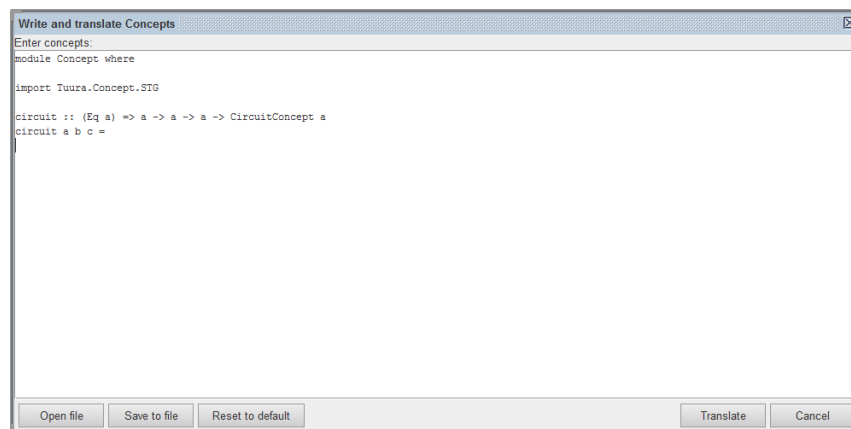 Write and translate Concepts
Enter concepts:
module Concept where
import Tuura.Concept.STG
circuit :: (Eq a) => a -> a -> a -> CircuitConcept a
circuit a b c =
Open file Save to file Reset to default Translate Cancel